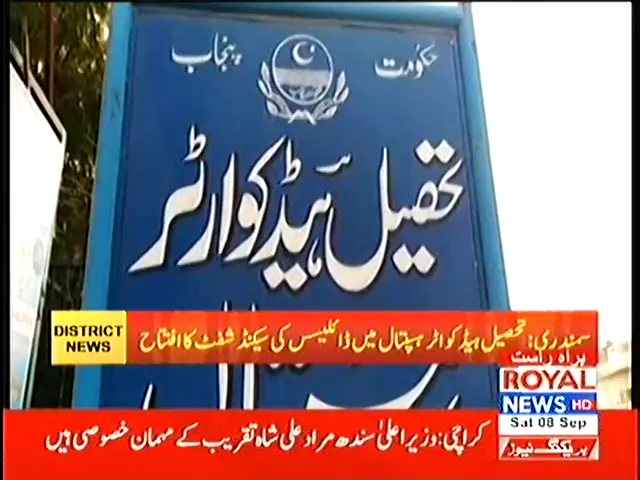 حکومت پنجاب
تحصیل ہیڈ کوارٹر
DISTRICT NEWS
سمندری: تحصیل ہیڈ کوارٹر ہسپتال میں ڈائلیسس کی سیکنڈ شفٹ کا افتتاح
براہ راست
ROYAL
NEWS HD
Sat 08 Sep
بریکنگ نیوز
کراچی: وزیر اعلیٰ سندھ مراد علی شاہ تقریب کے مہمان خصوصی ہیں